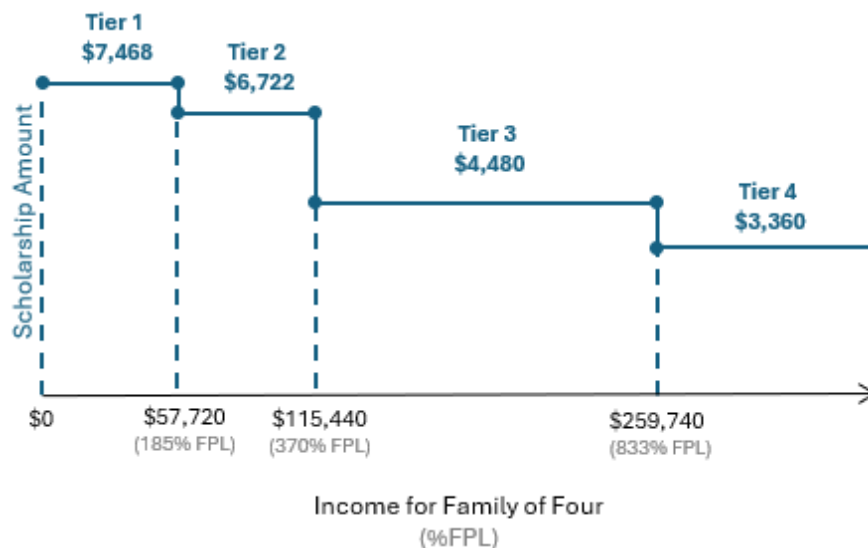 Tier 1
$7,468
Tier 2
$6,722
Tier 3
$4,480
Tier 4
$3,360
Scholarship Amount
$0
$57,720
(185% FPL)
$115,440
(370% FPL)
$259,740
(833% FPL)
Income for Family of Four
(%FPL)